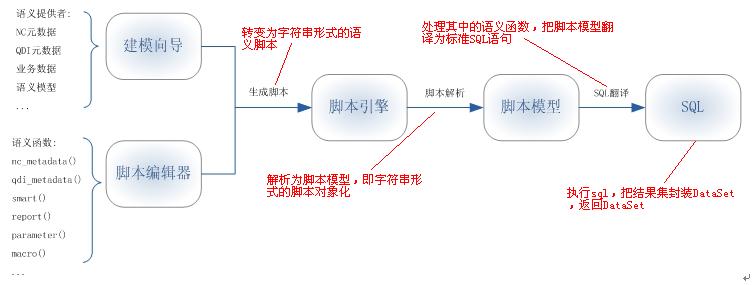 语义提供者:
NC元数据
QDI元数据
业务数据
语义模型
...
建模向导
语义函数:
nc_metadata()
qdi_metadata()
smart()
report()
parameter()
macro()
...
脚本编辑器
转变为字符串形式的语
义脚本
生成脚本
脚本引擎
脚本解析
解析为脚本模型，即字符串形
式的脚本对象化
脚本模型
处理其中的语义函数，把脚本模型翻
译为标准SQL语句
SQL翻译
SQL
执行sql，把结果集封装DataSet
，返回DataSet